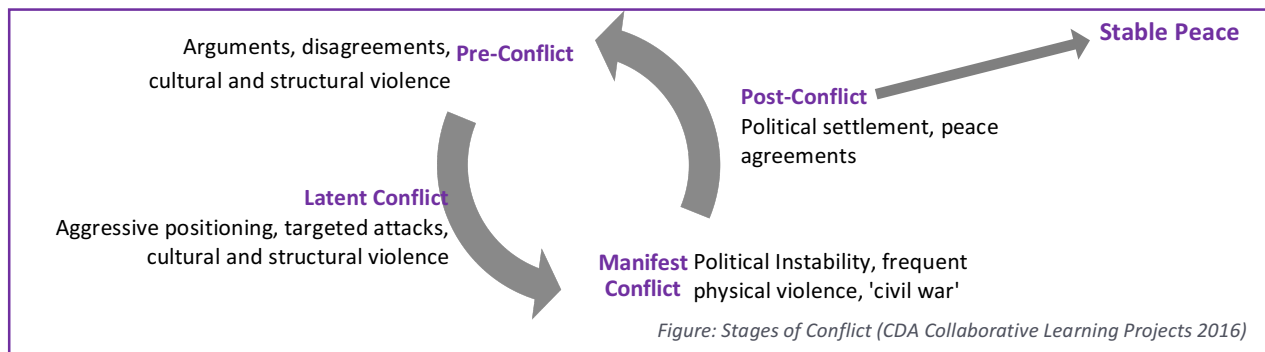 Arguments, disagreements,
cultural and structural violence
Pre-Conflict
Stable Peace
Post-Conflict
Political settlement, peace
agreements
Latent Conflict
Aggressive positioning, targeted attacks,
cultural and structural violence
Manifest
Conflict
Political Instability, frequent
physical violence, 'civil war'
Figure: Stages of Conflict (CDA Collaborative Learning Projects 2016)